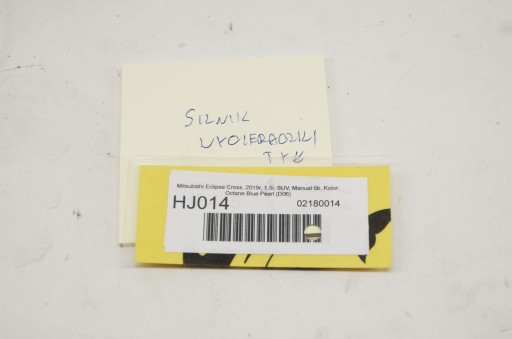 SILNIK
WYCIERACZKI
TYŁ
Mitsubishi Eclipse Cross, 2019r, 1.5i, SUV, Manual 6b, Kolor:
Octane Blue Pearl (D06)
HJ014
02180014